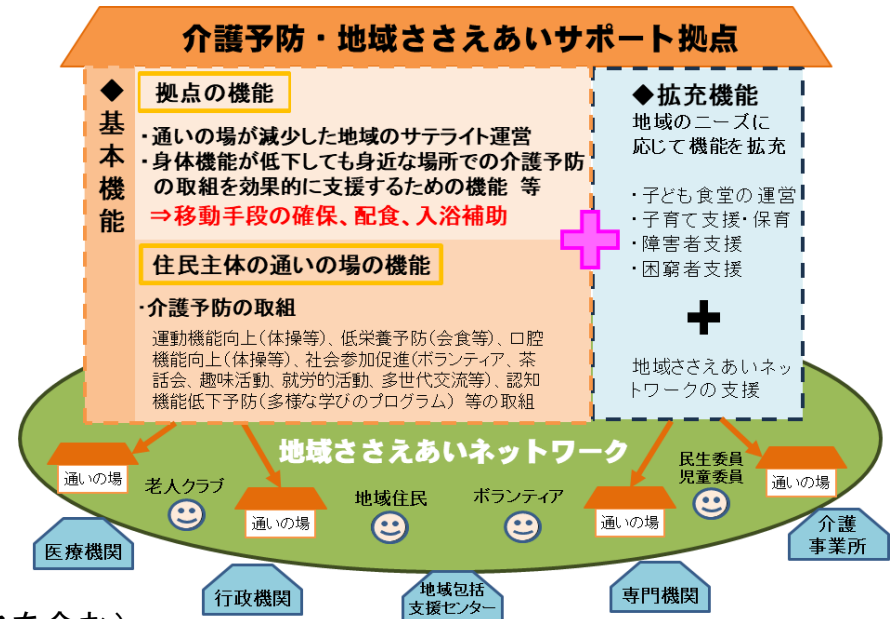 介護予防・地域ささえあいサポート拠点
◆基本機能
拠点の機能
・通いの場が減少した地域のサテライト運営
・身体機能が低下しても身近な場所での介護予防
の取組を効果的に支援するための機能 等
⇒移動手段の確保、配食、入浴補助
住民主体の通いの場の機能
・介護予防の取組
運動機能向上(体操等)、低栄養予防(会食等)、口腔
機能向上(体操等)、社会参加促進(ボランティア、茶
話会、趣味活動、就労的活動、多世代交流等)、認知
機能低下予防(多様な学びのプログラム) 等の取組
◆拡充機能
地域のニーズに
応じて機能を拡充
・子ども食堂の運営
・子育て支援・保育
・障害者支援
・困窮者支援
地域ささえあいネッ
トワークの支援
地域ささえあいネットワーク
通いの場
老人クラブ
通いの場
地域住民
ボランティア
通いの場
民生委員
児童委員
通いの場
医療機関
行政機関
地域包括
支援センター
専門機関
介護
事業所